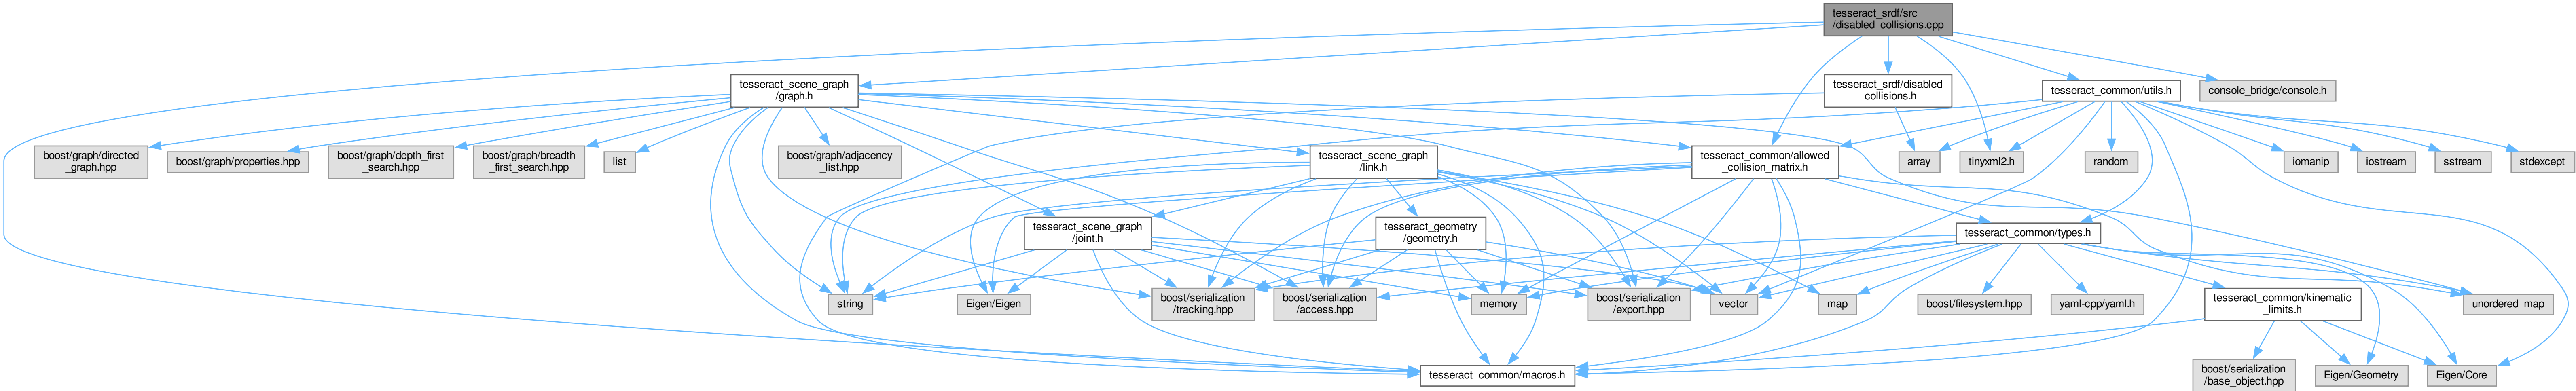 tesseract_srdf/src
/disabled_collisions.cpp
tesseract_scene_graph
/graph.h
tesseract_srdf/disabled
_collisions.h
tesseract_common/utils.h
console_bridge/console.h
boost/graph/directed
_graph.hpp
boost/graph/properties.hpp
boost/graph/depth_first
_search.hpp
boost/graph/breadth
_first_search.hpp
list
boost/graph/adjacency
_list.hpp
tesseract_scene_graph
/link.h
tesseract_common/allowed
_collision_matrix.h
array
tinyxml2.h
random
iomanip
iostream
sstream
stdexcept
tesseract_scene_graph
/joint.h
tesseract_geometry
/geometry.h
tesseract_common/types.h
string
Eigen/Eigen
boost/serialization
/tracking.hpp
boost/serialization
/access.hpp
memory
boost/serialization
/export.hpp
vector
map
boost/filesystem.hpp
yaml-cpp/yaml.h
tesseract_common/kinematic
_limits.h
unordered_map
tesseract_common/macros.h
boost/serialization
/base_object.hpp
Eigen/Geometry
Eigen/Core